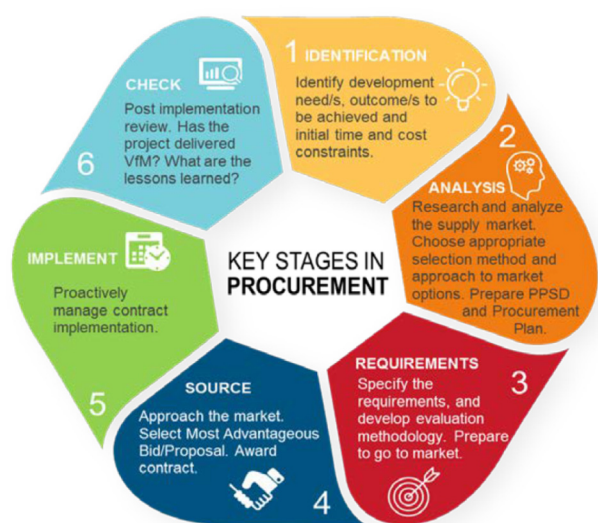 KEY STAGES IN
PROCUREMENT
1 IDENTIFICATION
Identify development
need/s, outcome/s to
be achieved and
initial time and cost
constraints.
2
ANALYSIS
Research and analyze
the supply market.
Choose appropriate
selection method and
approach to market
options. Prepare PPSD
and Procurement
Plan.
REQUIREMENTS
3
Specify the
requirements, and
develop evaluation
methodology. Prepare
to go to market.
SOURCE
Approach the market.
Select Most Advantageous
Bid/Proposal. Award
contract.
4
IMPLEMENT
Proactively
manage contract
implementation.
5
CHECK
Post implementation
review. Has the
project delivered
VfM? What are the
lessons learned?
6